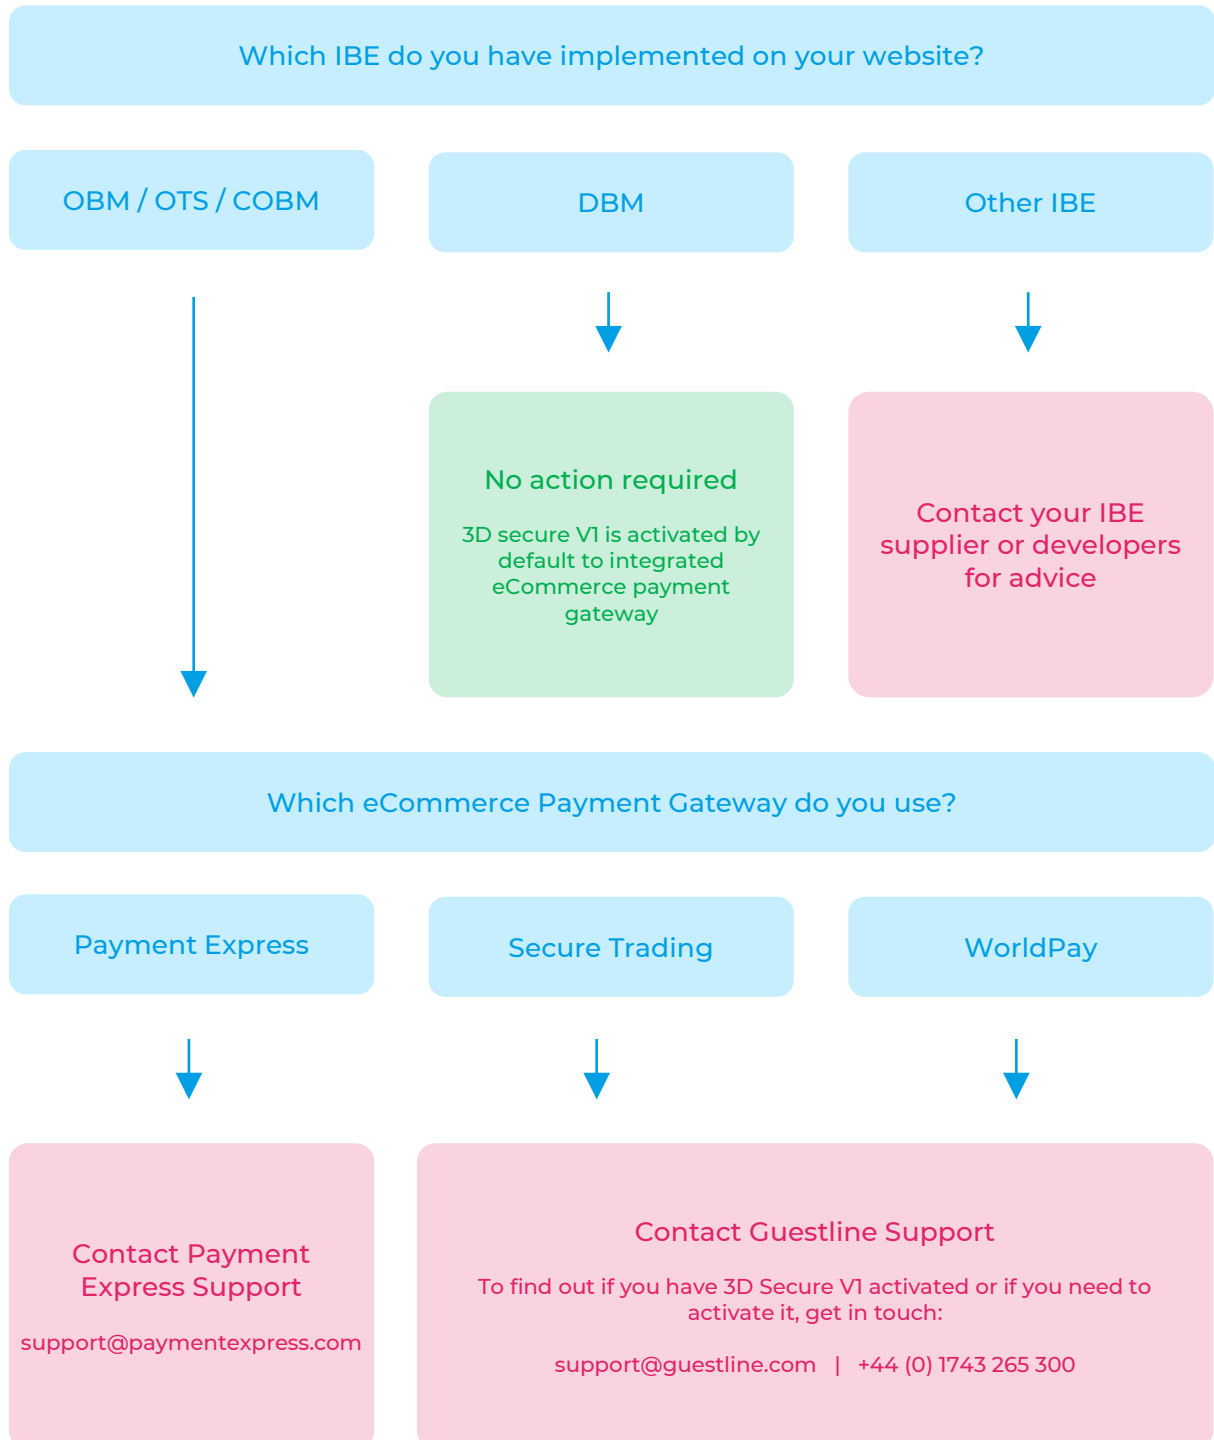 Which IBE do you have implemented on your website?
OBM / OTS / COBM
DBM
Other IBE
No action required
3D secure V1 is activated by
default to integrated
eCommerce payment
gateway
Contact your IBE
supplier or developers
for advice
Which eCommerce Payment Gateway do you use?
Payment Express
Secure Trading
WorldPay
Contact Payment
Express Support
support@paymentexpress.com
Contact Guestline Support
To find out if you have 3D Secure V1 activated or if you need to
activate it, get in touch:
support@guestline.com | +44 (0) 1743 265 300